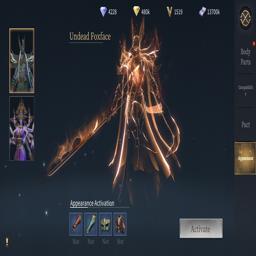 4228
480k
1519
13700k
Undead Foxface
Body
Parts
Pact
Appearance
Appearance Activation
Activate